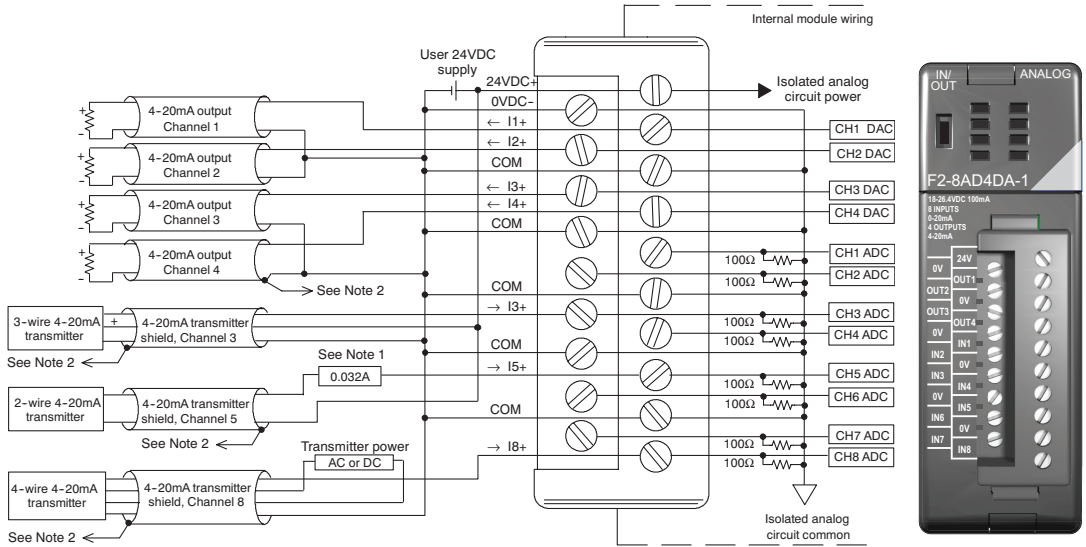 Internal module wiring
User 24VDC
supply
24VDC+
0VDC-
← I1+
← I2+
COM
← I3+
← I4+
COM
COM
→ I3+
COM
→ I5+
COM
→ I8+
Isolated analog
circuit power
CH1 DAC
CH2 DAC
CH3 DAC
CH4 DAC
100Ω
CH1 ADC
100Ω
CH2 ADC
100Ω
CH3 ADC
100Ω
CH4 ADC
100Ω
CH5 ADC
100Ω
CH6 ADC
100Ω
CH7 ADC
100Ω
CH8 ADC
Isolated analog
circuit common
+
-
4-20mA output
Channel 1
+
-
4-20mA output
Channel 2
+
-
4-20mA output
Channel 3
+
-
4-20mA output
Channel 4
See Note 2
3-wire 4-20mA
transmitter
+
4-20mA transmitter
shield, Channel 3
See Note 2
See Note 1
0.032A
2-wire 4-20mA
transmitter
4-20mA transmitter
shield, Channel 5
See Note 2
Transmitter power
AC or DC
4-wire 4-20mA
transmitter
4-20mA transmitter
shield, Channel 8
See Note 2
IN/
OUT
ANALOG
F2-8AD4DA-1
18-26.4VDC 100mA
8 INPUTS
0-20mA
4 OUTPUTS
4-20mA
24V
0V
OUT1
OUT2
0V
OUT3
OUT4
0V
IN1
IN2
0V
IN3
IN4
0V
IN5
IN6
0V
IN7
IN8